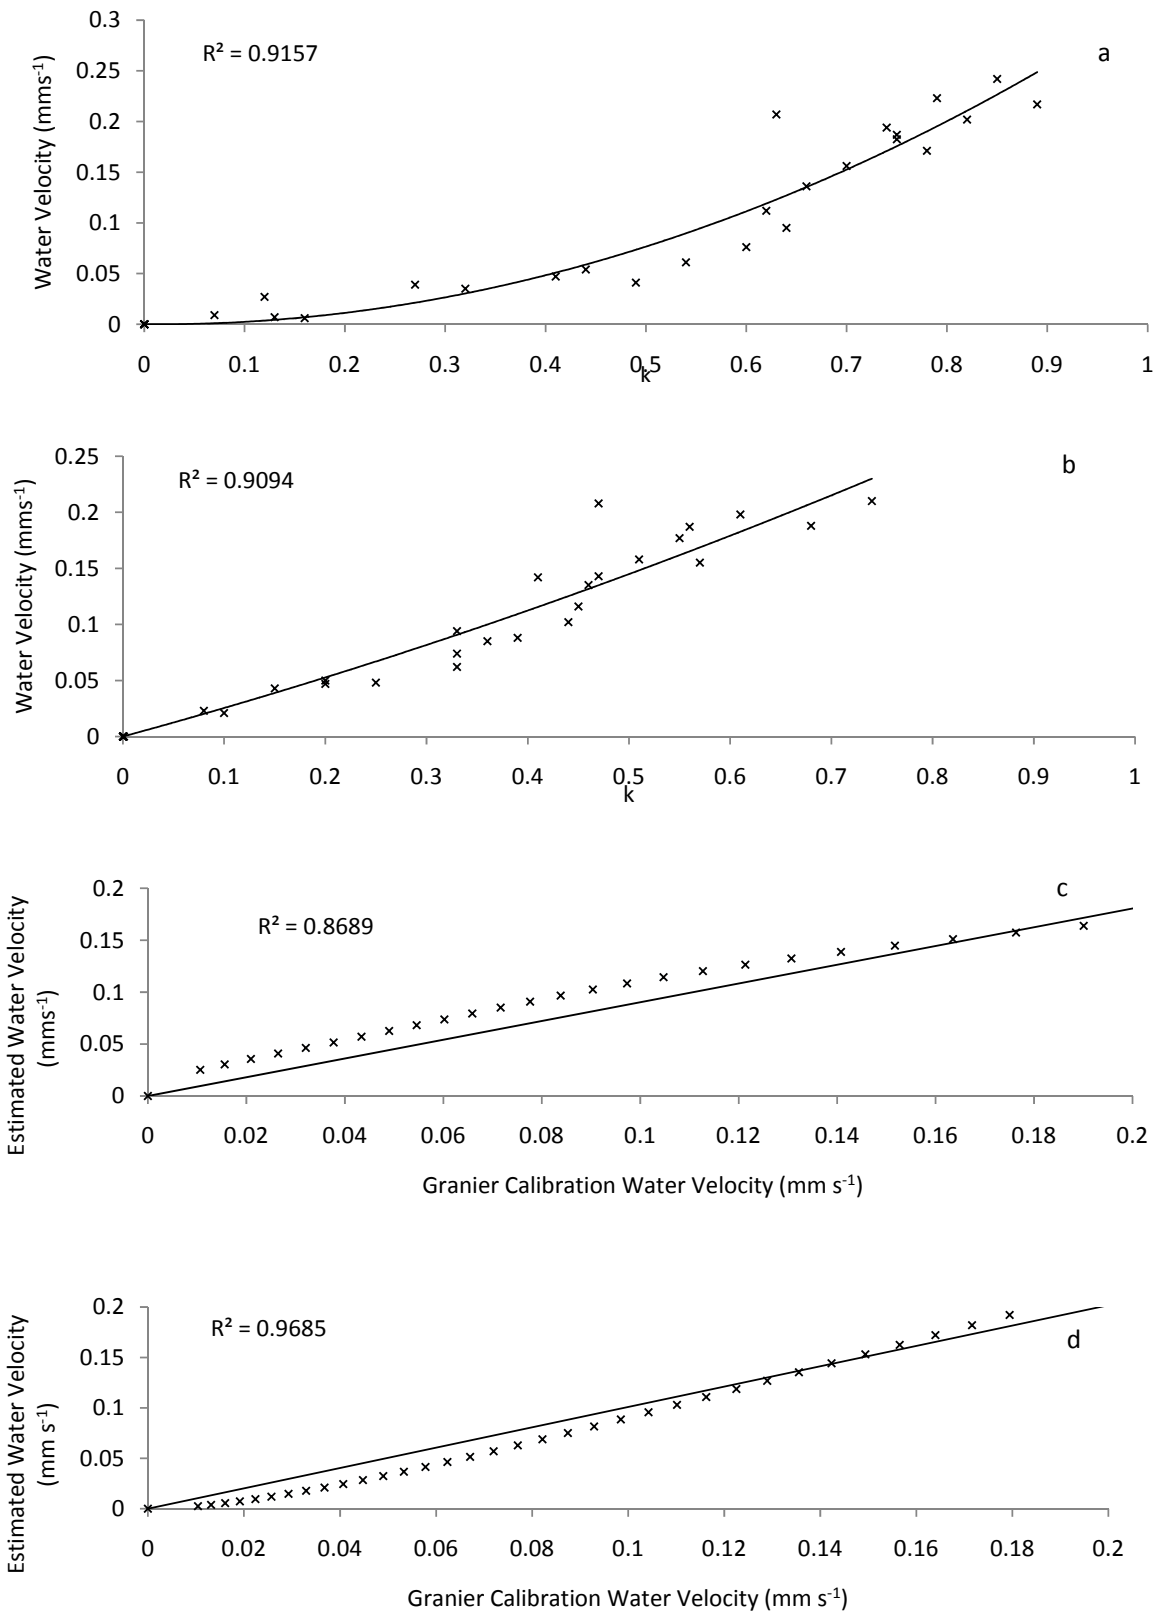 0.3
R² = 0.9157
a
0.25
0.2
0.15
0.1
0.05
0
Water Velocity (mms⁻¹)
0 0.1 0.2 0.3 0.4 0.5 0.6 0.7 0.8 0.9 1
k
0.25
R² = 0.9094
b
0.2
0.15
0.1
0.05
0
Water Velocity (mms⁻¹)
0 0.1 0.2 0.3 0.4 0.5 0.6 0.7 0.8 0.9 1
k
0.2
c
R² = 0.8689
0.15
0.1
0.05
0
Estimated Water Velocity
(mms⁻¹)
0 0.02 0.04 0.06 0.08 0.1 0.12 0.14 0.16 0.18 0.2
Granier Calibration Water Velocity (mm s⁻¹)
0.2
R² = 0.9685
d
0.15
0.1
0.05
0
Estimated Water Velocity
(mm s⁻¹)
0 0.02 0.04 0.06 0.08 0.1 0.12 0.14 0.16 0.18 0.2
Granier Calibration Water Velocity (mm s⁻¹)